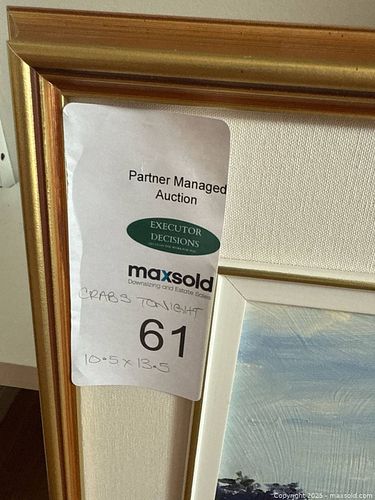 Partner Managed
Auction
EXECUTOR
DECISIONS
maxsold
Downsizing and Estate Sales
CRABS TONIGHT
61
10.5 x 13.5
Copyright 2025 - maxsold.com